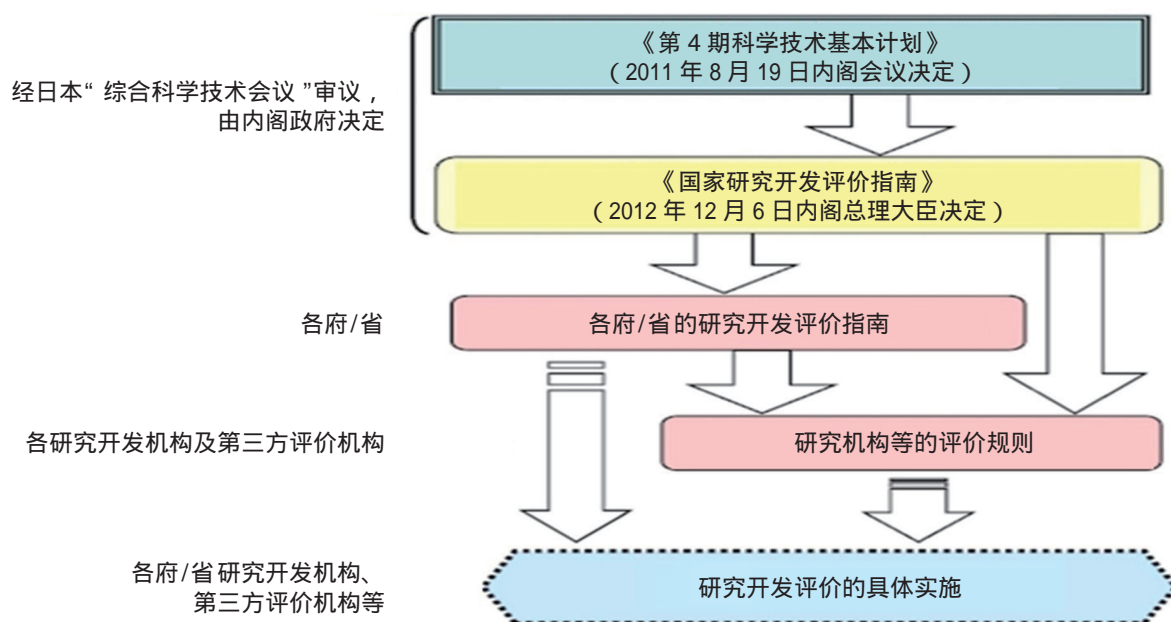 《第 4 期科学技术基本计划》
（2011 年 8 月 19 日内阁会议决定）
经日本“综合科学技术会议”审议，
由内阁政府决定
《国家研究开发评价指南》
（2012 年 12 月 6 日内阁总理大臣决定）
各府/省
各府/省的研究开发评价指南
各研究开发机构及第三方评价机构
研究机构等的评价规则
各府/省研究开发机构、
第三方评价机构等
研究开发评价的具体实施